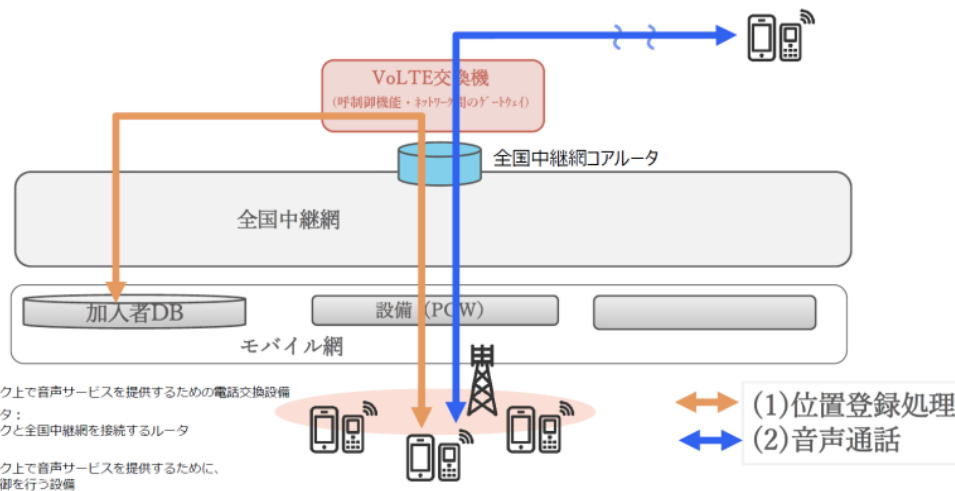 VoLTE交換機
(呼制御機能・ネットワーク間のゲートウェイ)
全国中継網コアルータ
全国中継網
加入者DB
設備（PGW）
モバイル網
ク上で音声サービスを提供するための電話交換設備
タ：
クと全国中継網を接続するルータ
ク上で音声サービスを提供するために、
御を行う設備
(1)位置登録処理
(2)音声通話